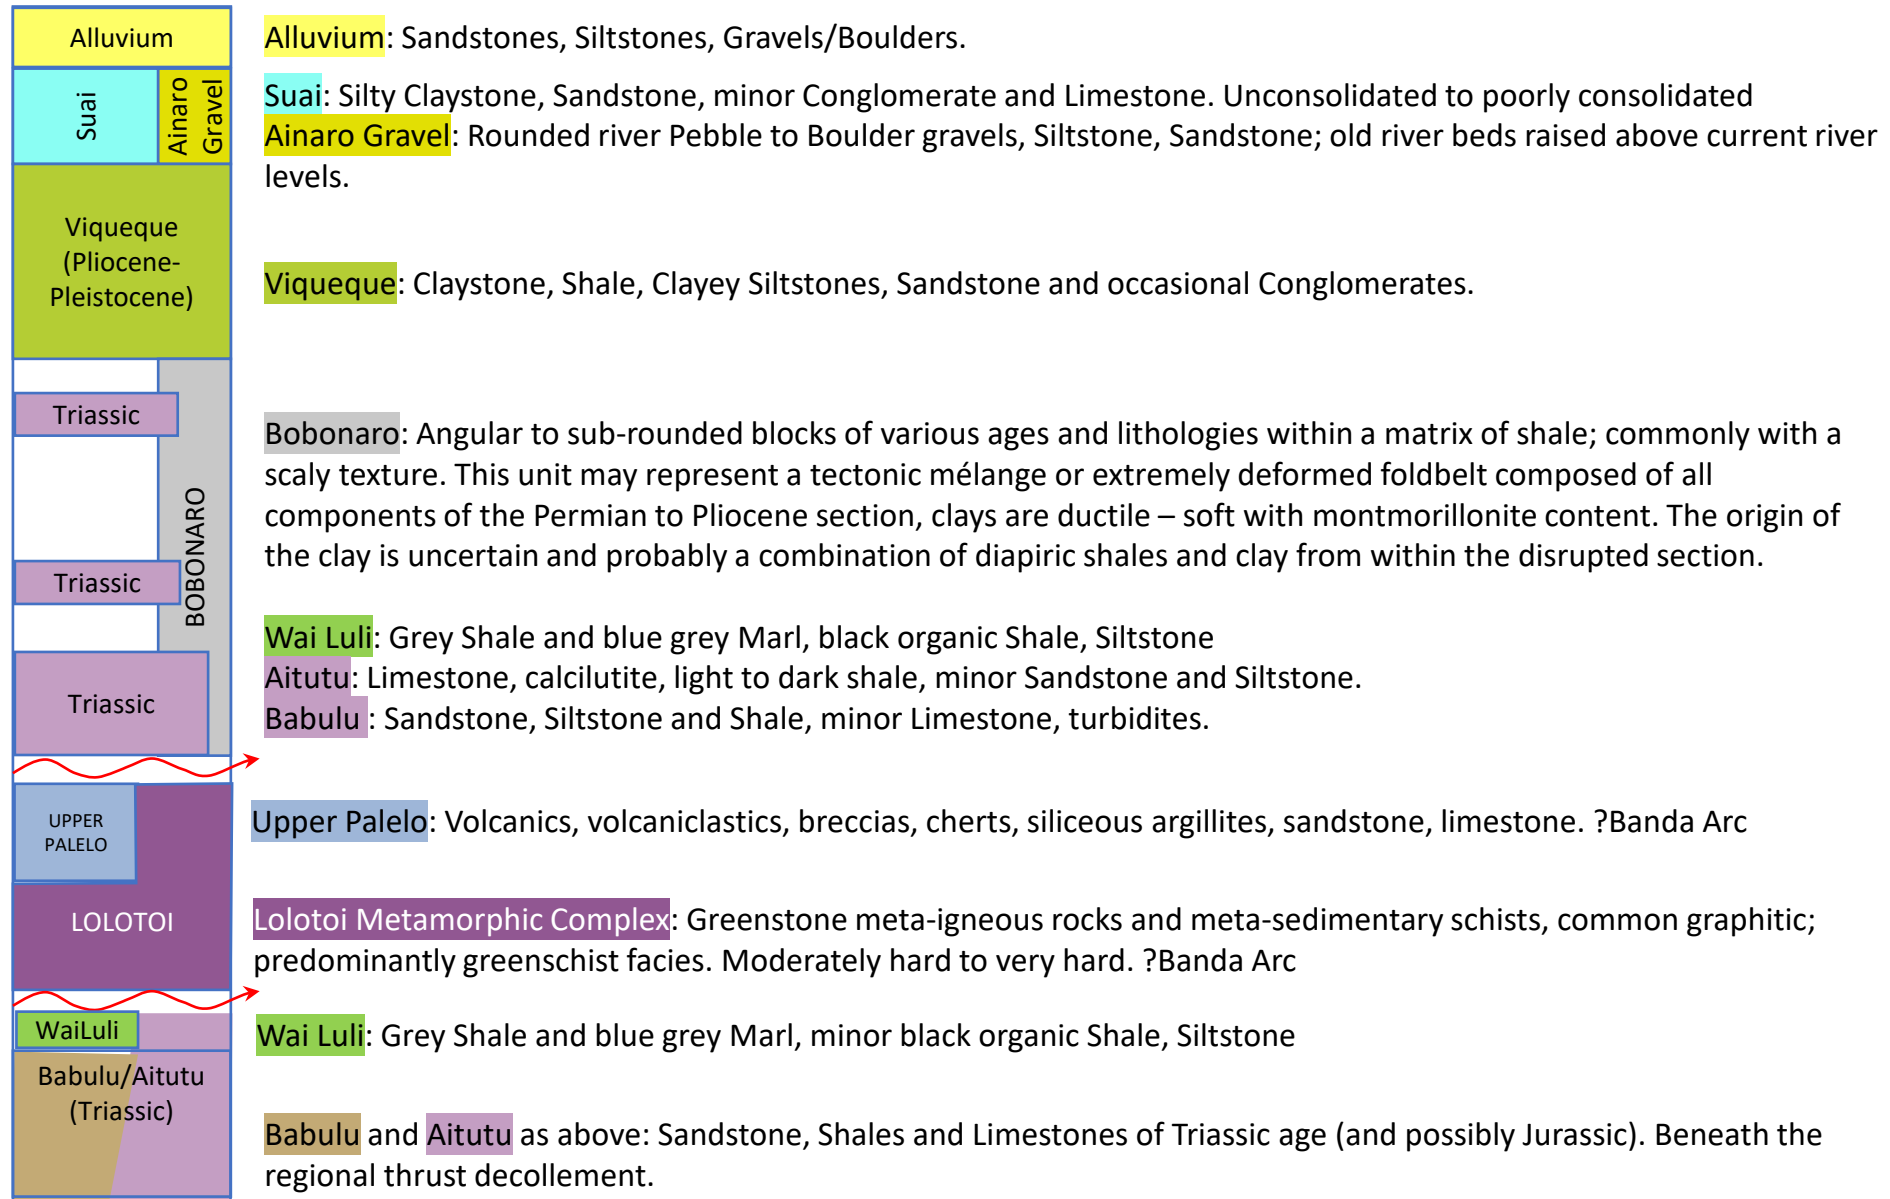 Alluvium
Alluvium: Sandstones, Siltstones, Gravels/Boulders.
Suai
Ainaro
Gravel
Suai: Silty Claystone, Sandstone, minor Conglomerate and Limestone. Unconsolidated to poorly consolidated
Ainaro Gravel: Rounded river Pebble to Boulder gravels, Siltstone, Sandstone; old river beds raised above current river
levels.
Viqueque
(Pliocene-
Pleistocene)
Viqueque: Claystone, Shale, Clayey Siltstones, Sandstone and occasional Conglomerates.
Triassic
Triassic
Triassic
BOBONARO
Bobonaro: Angular to sub-rounded blocks of various ages and lithologies within a matrix of shale; commonly with a
scaly texture. This unit may represent a tectonic mélange or extremely deformed foldbelt composed of all
components of the Permian to Pliocene section, clays are ductile – soft with montmorillonite content. The origin of
the clay is uncertain and probably a combination of diapiric shales and clay from within the disrupted section.
Wai Luli: Grey Shale and blue grey Marl, black organic Shale, Siltstone
Aitutu: Limestone, calcilutite, light to dark shale, minor Sandstone and Siltstone.
Babulu : Sandstone, Siltstone and Shale, minor Limestone, turbidites.
UPPER
PALELO
Upper Palelo: Volcanics, volcaniclastics, breccias, cherts, siliceous argillites, sandstone, limestone. ?Banda Arc
LOLOTOI
Lolotoi Metamorphic Complex: Greenstone meta-igneous rocks and meta-sedimentary schists, common graphitic;
predominantly greenschist facies. Moderately hard to very hard. ?Banda Arc
WaiLuli
Wai Luli: Grey Shale and blue grey Marl, minor black organic Shale, Siltstone
Babulu/Aitutu
(Triassic)
Babulu and Aitutu as above: Sandstone, Shales and Limestones of Triassic age (and possibly Jurassic). Beneath the
regional thrust decollement.